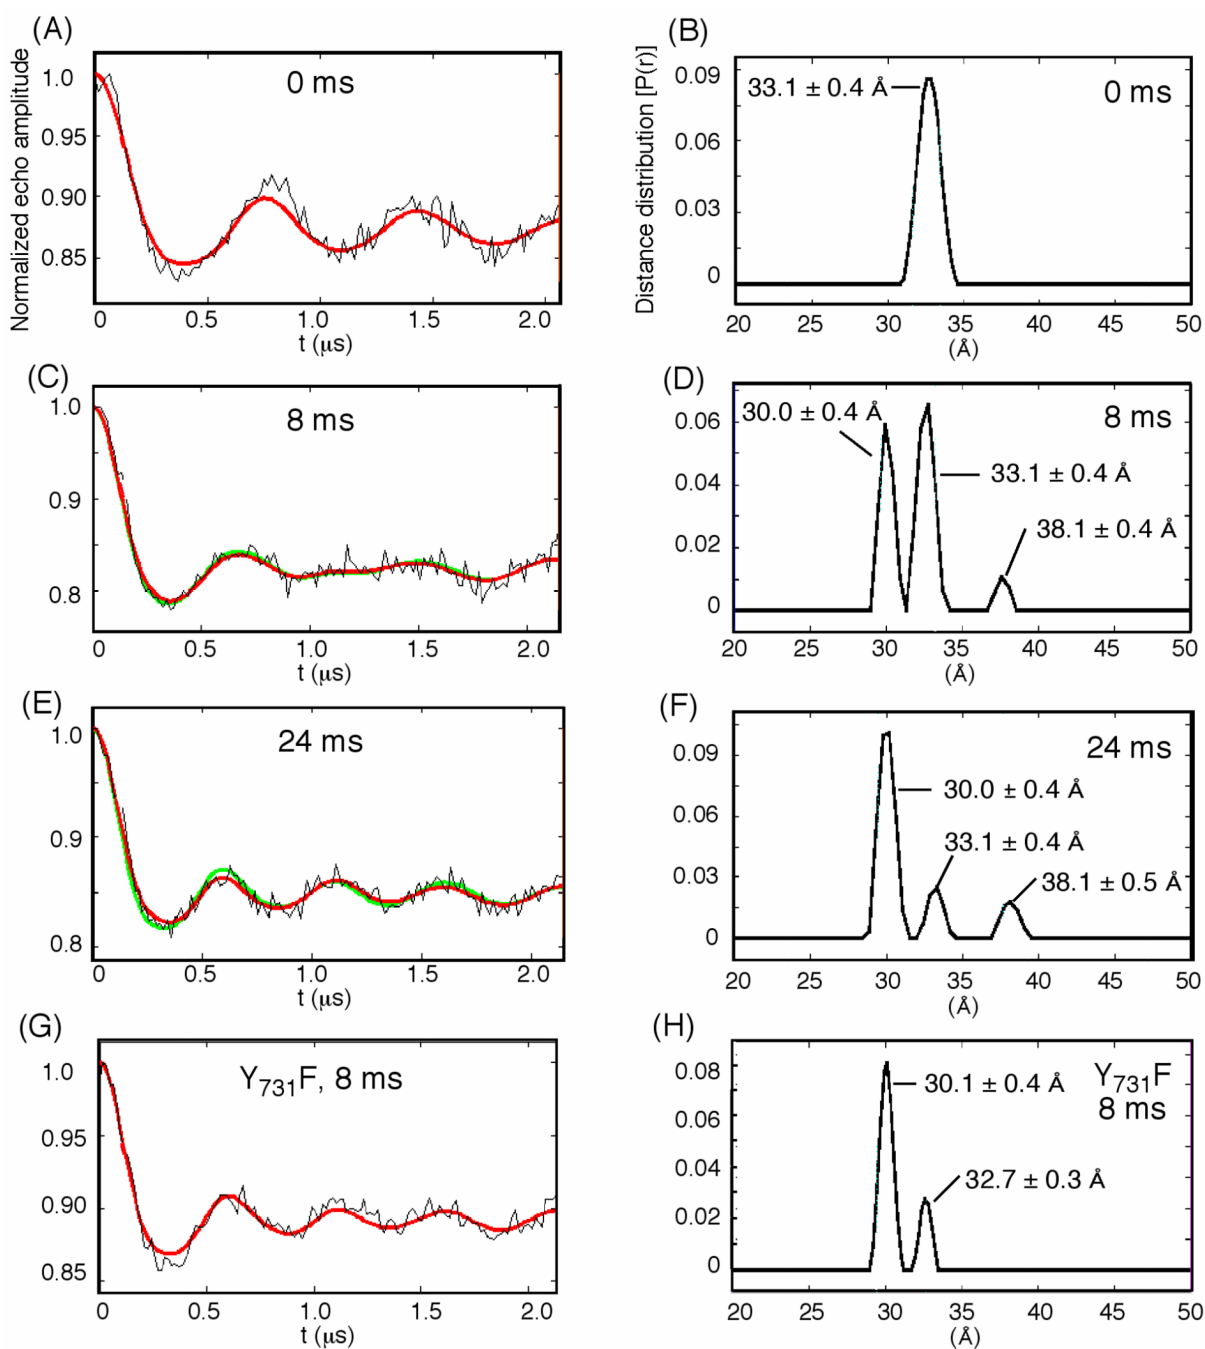 (A)
Normalized echo amplitude
1.0
0.95
0.90
0.85
0 ms
0 0.5 1.0 1.5 2.0
t (μs)
(B)
Distance distribution [P(r)]
0.09
0.06
0.03
0
33.1 ± 0.4 Å
0 ms
20 25 30 35 40 45 50
(Å)
(C)
1.0
0.9
0.8
8 ms
0 0.5 1.0 1.5 2.0
t (μs)
(D)
0.06
0.04
0.02
0
30.0 ± 0.4 Å
8 ms
33.1 ± 0.4 Å
38.1 ± 0.4 Å
20 25 30 35 40 45 50
(Å)
(E)
1.0
0.9
0.8
24 ms
0 0.5 1.0 1.5 2.0
t (μs)
(F)
0.09
0.06
0.03
0
24 ms
30.0 ± 0.4 Å
33.1 ± 0.4 Å
38.1 ± 0.5 Å
20 25 30 35 40 45 50
(Å)
(G)
1.0
0.95
0.90
0.85
Y731F, 8 ms
0 0.5 1.0 1.5 2.0
t (μs)
(H)
0.08
0.06
0.04
0.02
0
30.1 ± 0.4 Å
Y731F
8 ms
32.7 ± 0.3 Å
20 25 30 35 40 45 50
(Å)